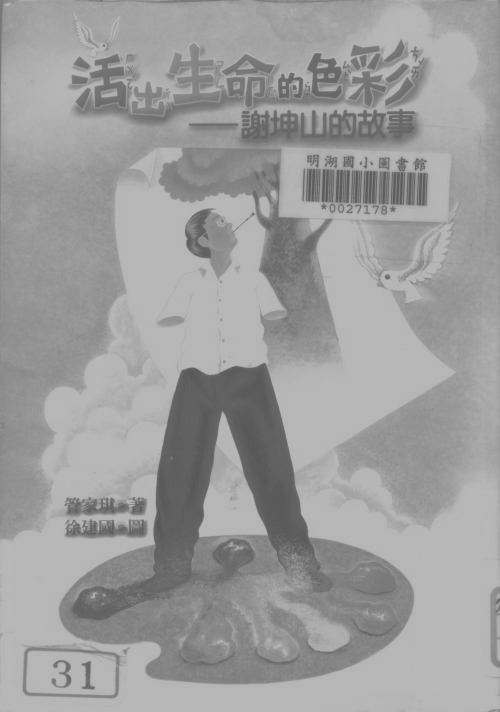 活出生命的色彩
——謝坤山的故事
明湖國小圖書館
*0027178*
管家琪 著
徐建國 圖
31